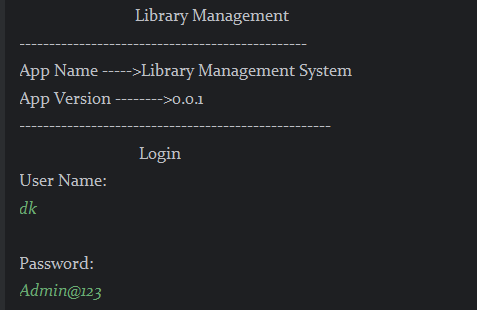 Library Management
------------------------------------------------
App Name ----->Library Management System
App Version -------->0.0.1
----------------------------------------------------
Login
User Name:
dk
Password:
Admin@123